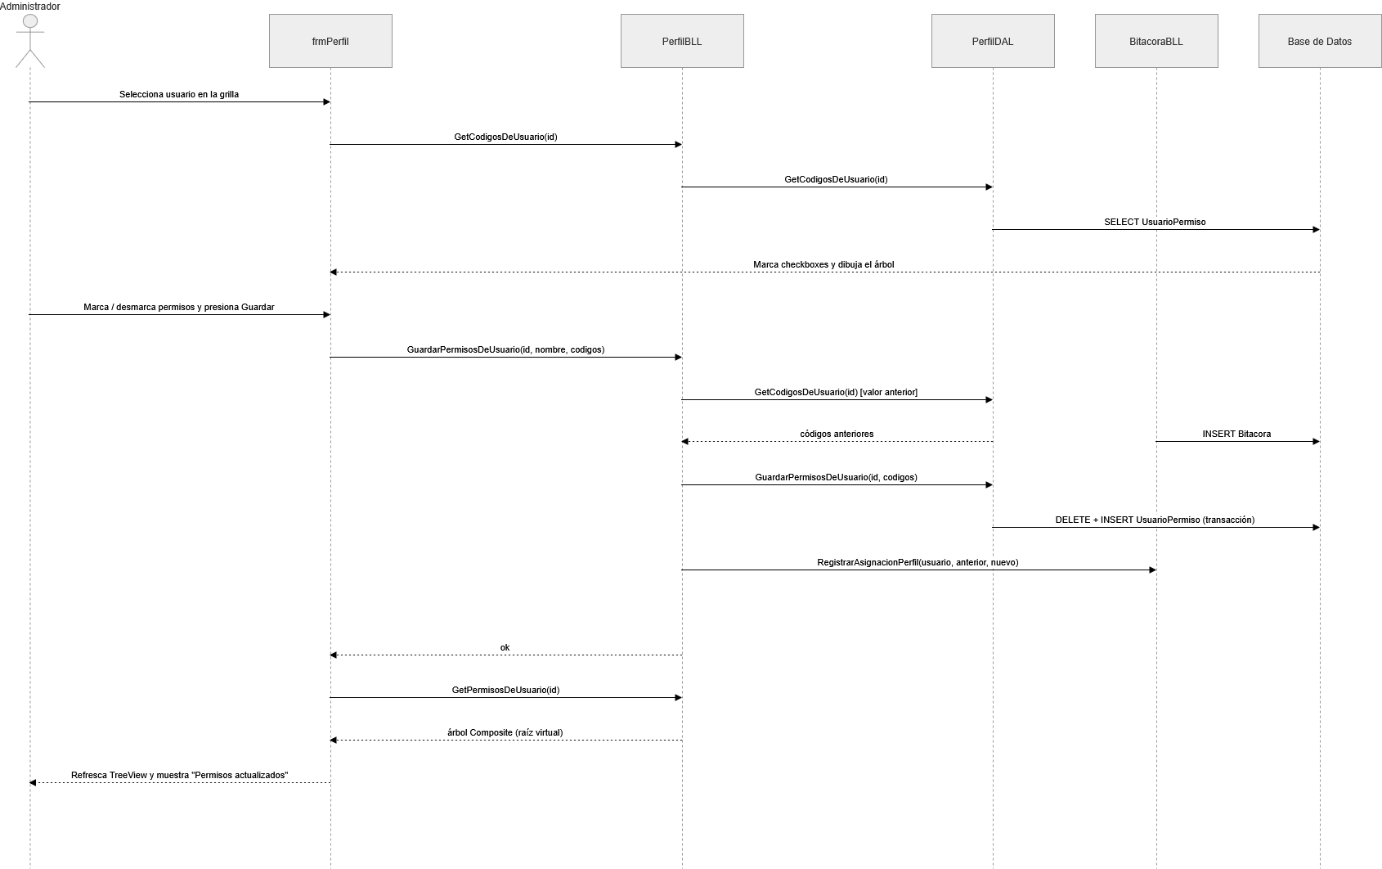 Administrador
frmPerfil
PerfilBLL
PerfilDAL
BitacoraBLL
Base de Datos
Selecciona usuario en la grilla
GetCodigosDeUsuario(id)
GetCodigosDeUsuario(id)
SELECT UsuarioPermiso
Marca checkboxes y dibuja el árbol
Marca / desmarca permisos y presiona Guardar
GuardarPermisosDeUsuario(id, nombre, codigos)
GetCodigosDeUsuario(id) [valor anterior]
códigos anteriores
INSERT Bitacora
GuardarPermisosDeUsuario(id, codigos)
DELETE + INSERT UsuarioPermiso (transacción)
RegistrarAsignacionPerfil(usuario, anterior, nuevo)
ok
GetPermisosDeUsuario(id)
árbol Composite (raíz virtual)
Refresca TreeView y muestra "Permisos actualizados"